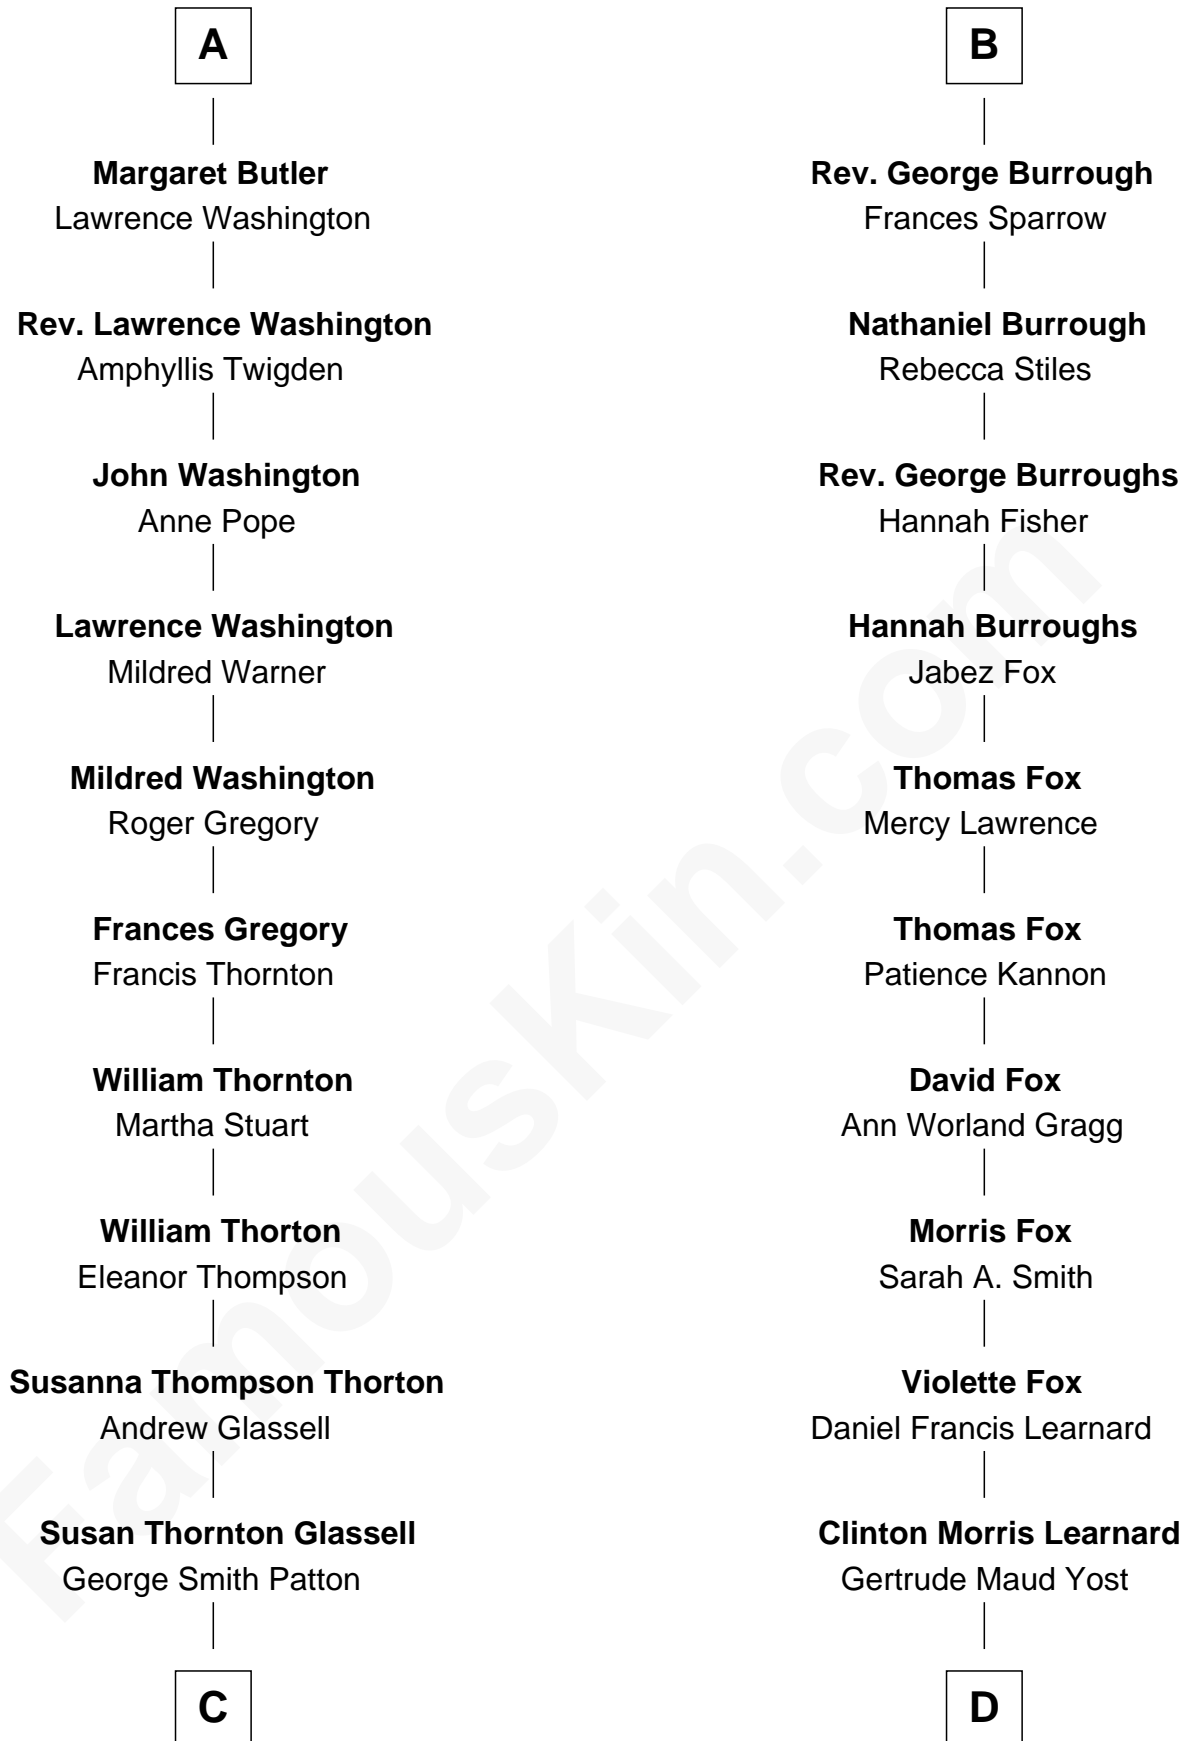 A
Margaret Butler
Lawrence Washington
Rev. Lawrence Washington
Amphyllis Twigden
John Washington
Anne Pope
Lawrence Washington
Mildred Warner
Mildred Washington
Roger Gregory
Frances Gregory
Francis Thornton
William Thornton
Martha Stuart
William Thorton
Eleanor Thompson
Susanna Thompson Thorton
Andrew Glassell
Susan Thornton Glassell
George Smith Patton
C
B
Rev. George Burrough
Frances Sparrow
Nathaniel Burrough
Rebecca Stiles
Rev. George Burroughs
Hannah Fisher
Hannah Burroughs
Jabez Fox
Thomas Fox
Mercy Lawrence
Thomas Fox
Patience Kannon
David Fox
Ann Worland Gragg
Morris Fox
Sarah A. Smith
Violette Fox
Daniel Francis Learnard
Clinton Morris Learnard
Gertrude Maud Yost
D
FamousKin.com